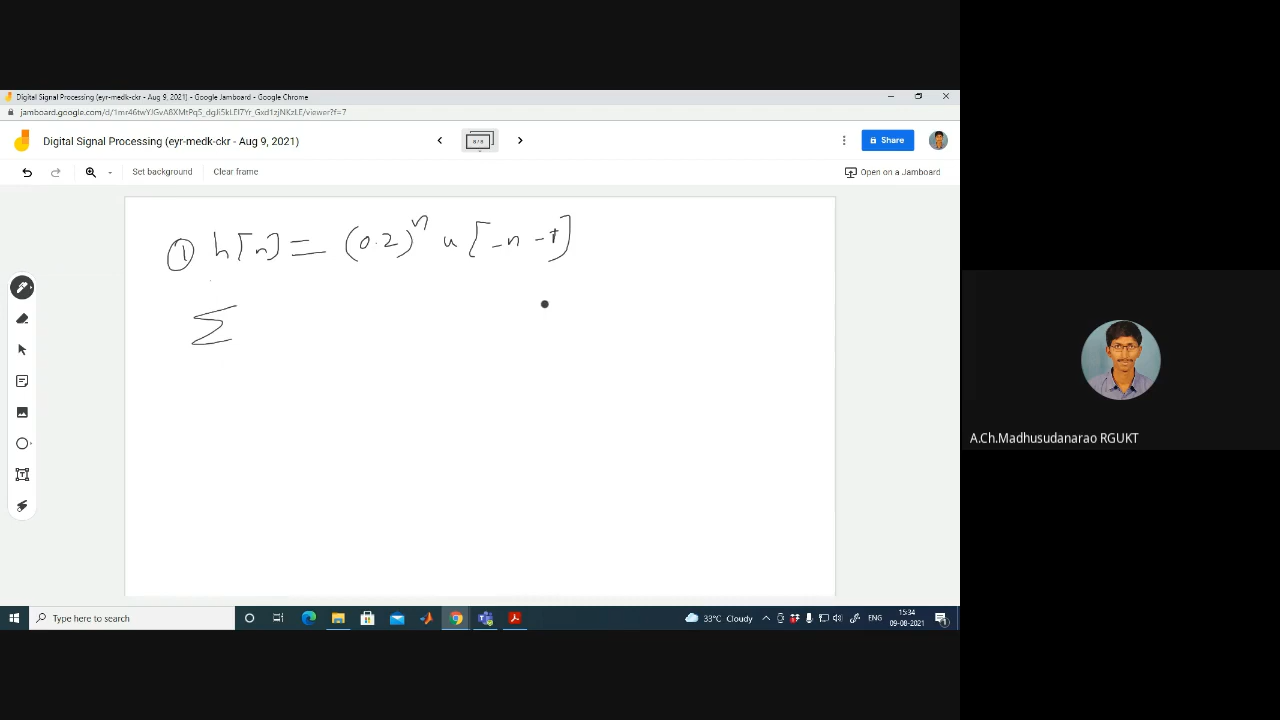 Digital Signal Processing (eyr-medk-ckr - Aug 9, 2021) - Google Jamboard - Google Chrome
Digital Signal Processing (eyr-medk-ckr - Aug 9, 2021)
8 / 8
Share
Set background
Clear frame
Open on a Jamboard
① h[n] = (0.2)^n u[-n-1]
Σ
A.Ch.Madhusudanarao RGUKT
Type here to search
33°C Cloudy
ENG
15:34
09-08-2021